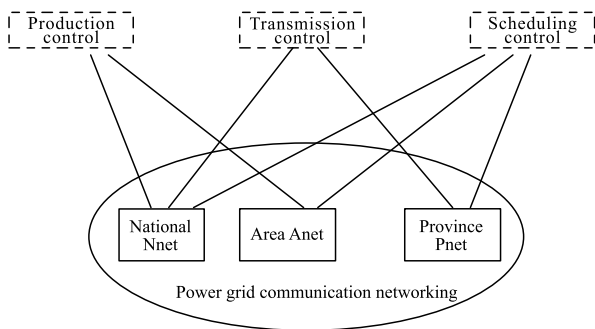 Production
control
Transmission
control
Scheduling
control
National
Nnet
Area Anet
Province
Pnet
Power grid communication networking